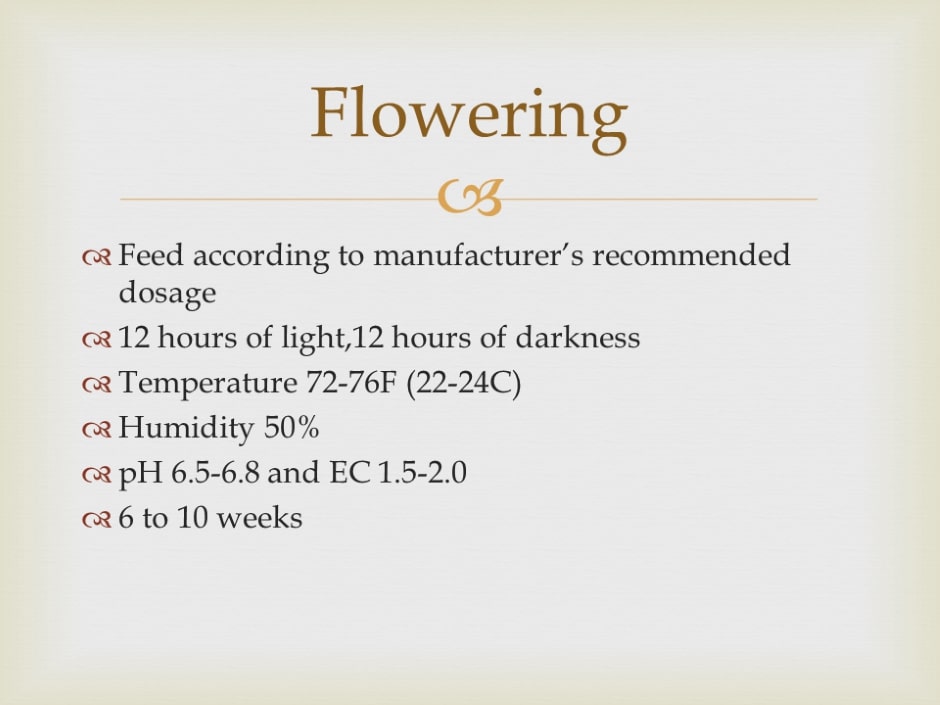 Flowering
Feed according to manufacturer’s recommended
dosage
12 hours of light,12 hours of darkness
Temperature 72-76F (22-24C)
Humidity 50%
pH 6.5-6.8 and EC 1.5-2.0
6 to 10 weeks